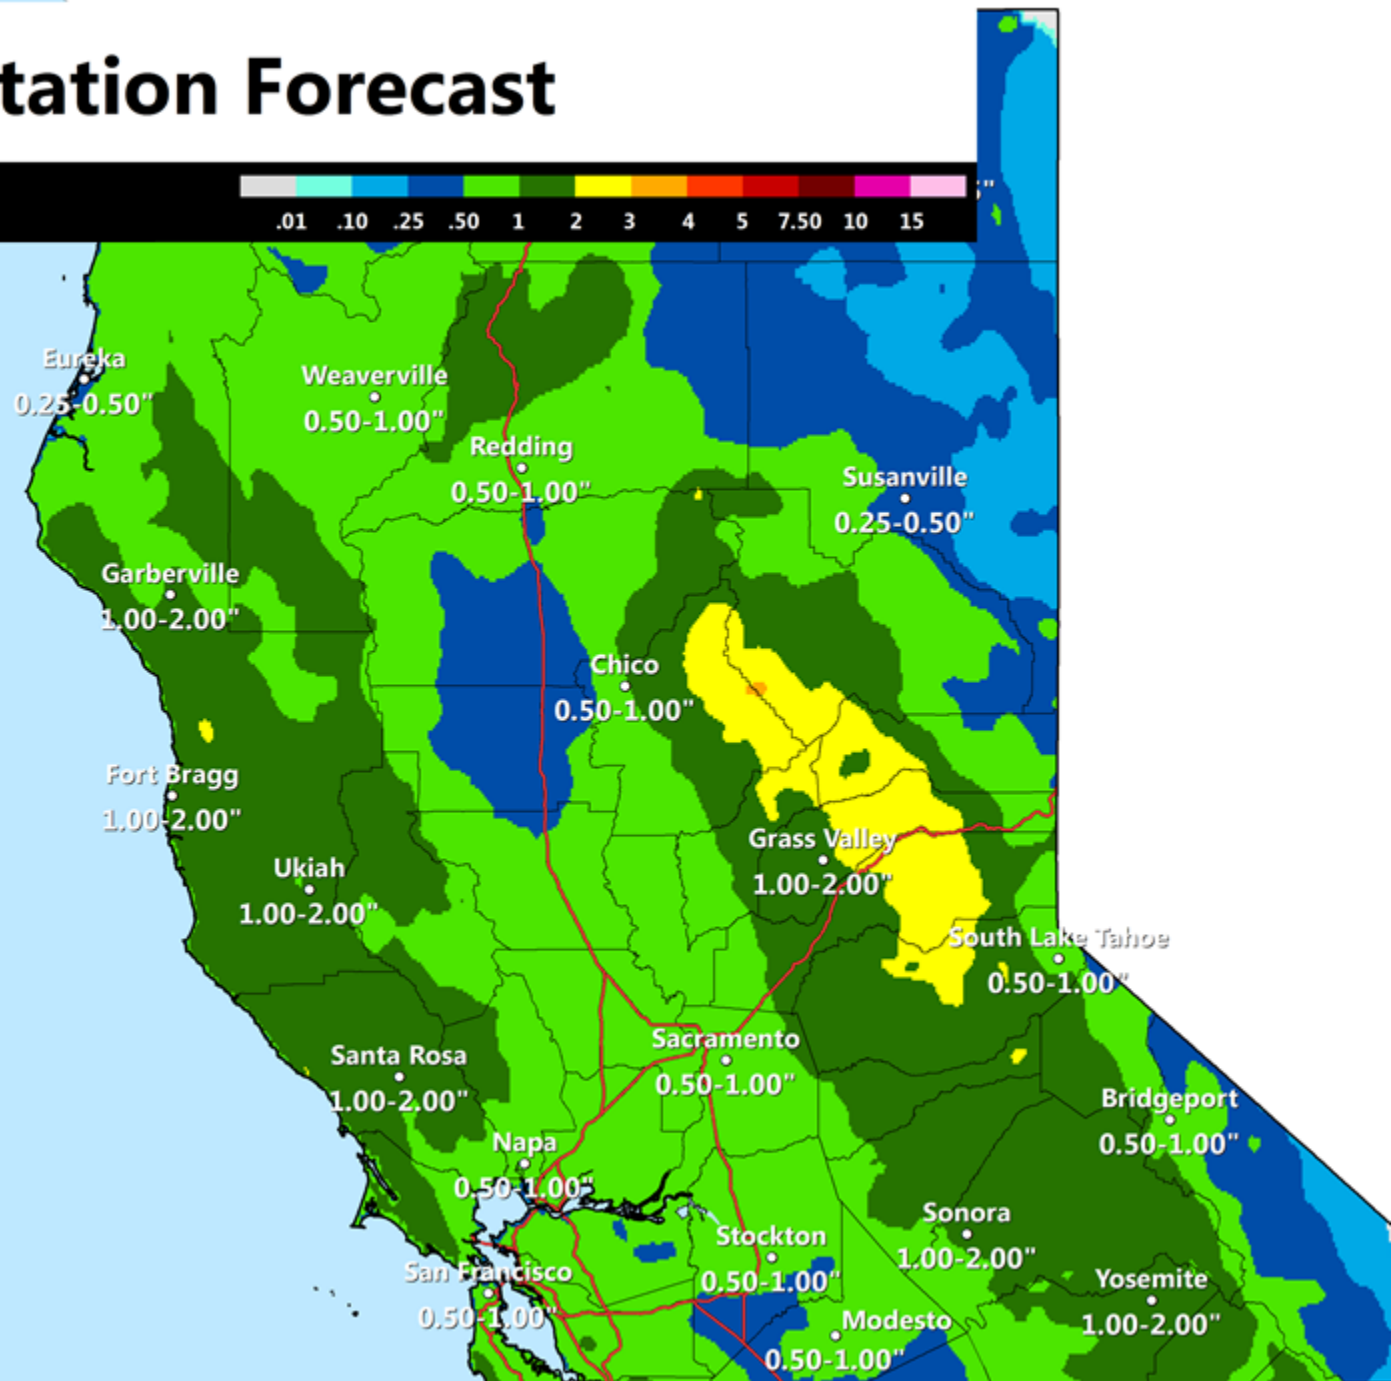 tation Forecast
5"
.01 .10 .25 .50 1 2 3 4 5 7.50 10 15
Eureka
0.25-0.50"
Weaverville
0.50-1.00"
Redding
0.50-1.00"
Susanville
0.25-0.50"
Garberville
1.00-2.00"
Chico
0.50-1.00"
Fort Bragg
1.00-2.00"
Grass Valley
1.00-2.00"
Ukiah
1.00-2.00"
South Lake Tahoe
0.50-1.00"
Santa Rosa
1.00-2.00"
Sacramento
0.50-1.00"
Bridgeport
0.50-1.00"
Napa
0.50-1.00"
Sonora
1.00-2.00"
Stockton
0.50-1.00"
San Francisco
0.50-1.00"
Yosemite
1.00-2.00"
Modesto
0.50-1.00"